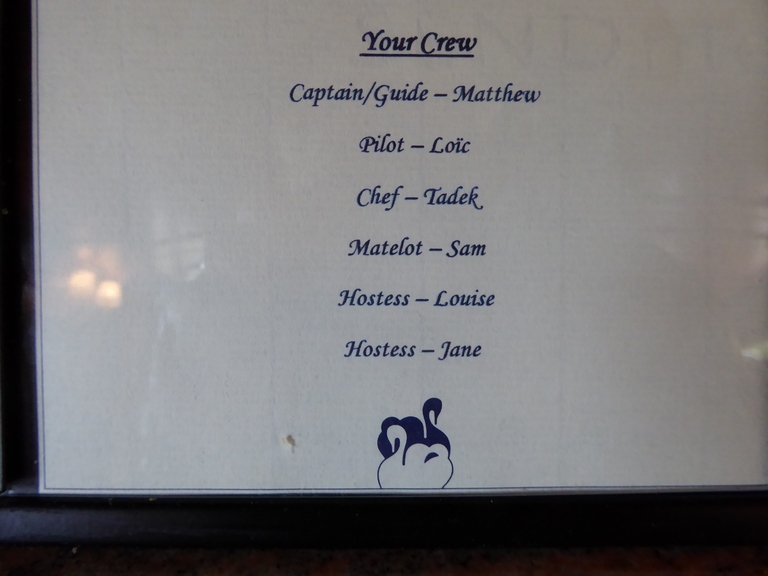 Your Crew
Captain/Guide – Matthew
Pilot – Loïc
Chef – Tadek
Matelot – Sam
Hostess – Louise
Hostess – Jane